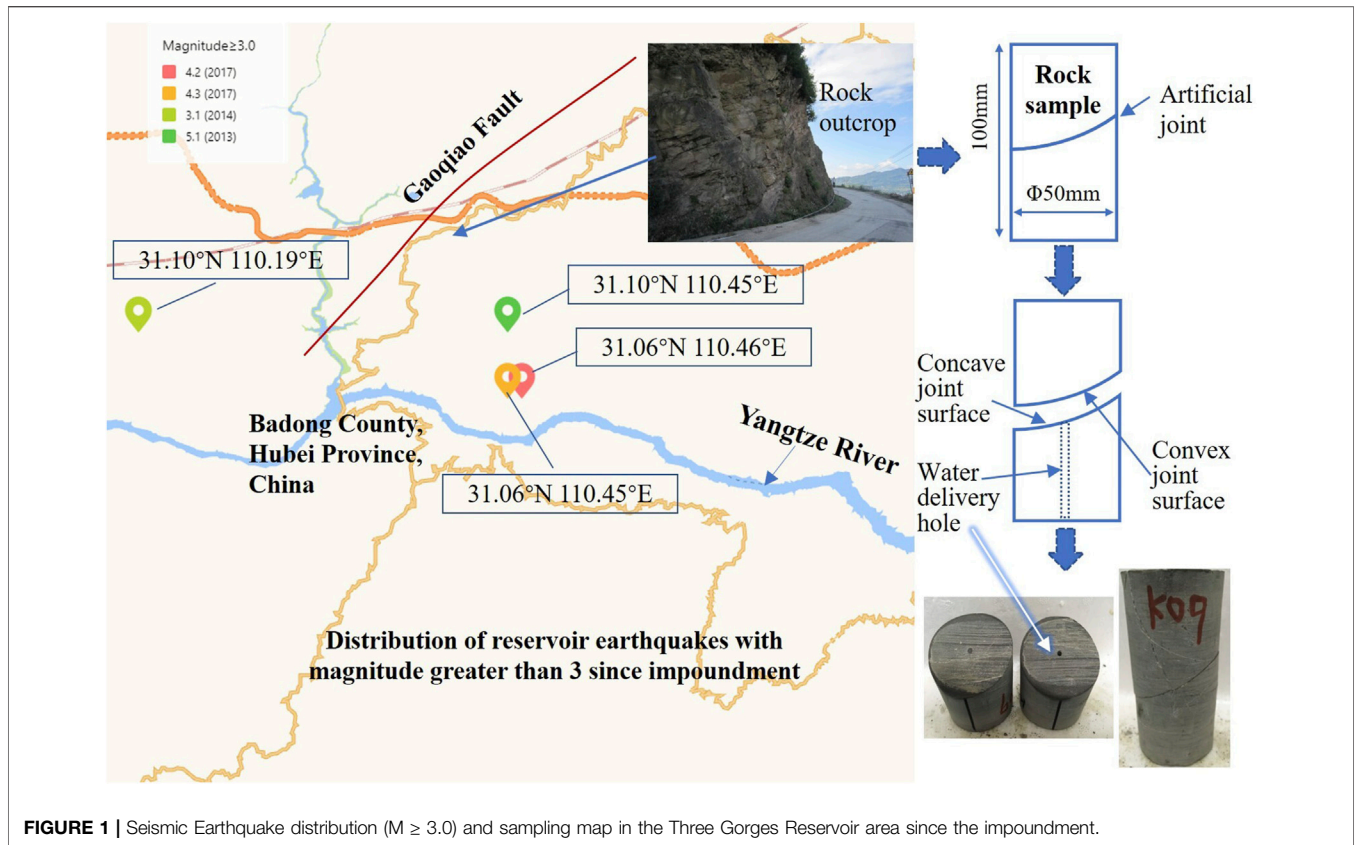 Magnitude≥3.0
4.2 (2017)
4.3 (2017)
3.1 (2014)
5.1 (2013)
Gaoqiao Fault
Rock
outcrop
31.10°N 110.19°E
31.10°N 110.45°E
31.06°N 110.46°E
Badong County,
Hubei Province,
China
31.06°N 110.45°E
Yangtze River
Distribution of reservoir earthquakes with
magnitude greater than 3 since impoundment
100mm
Rock
sample
Artificial
joint
Φ50mm
Concave
joint
surface
Convex
joint
surface
Water
delivery
hole
K09
FIGURE 1 | Seismic Earthquake distribution (M ≥ 3.0) and sampling map in the Three Gorges Reservoir area since the impoundment.